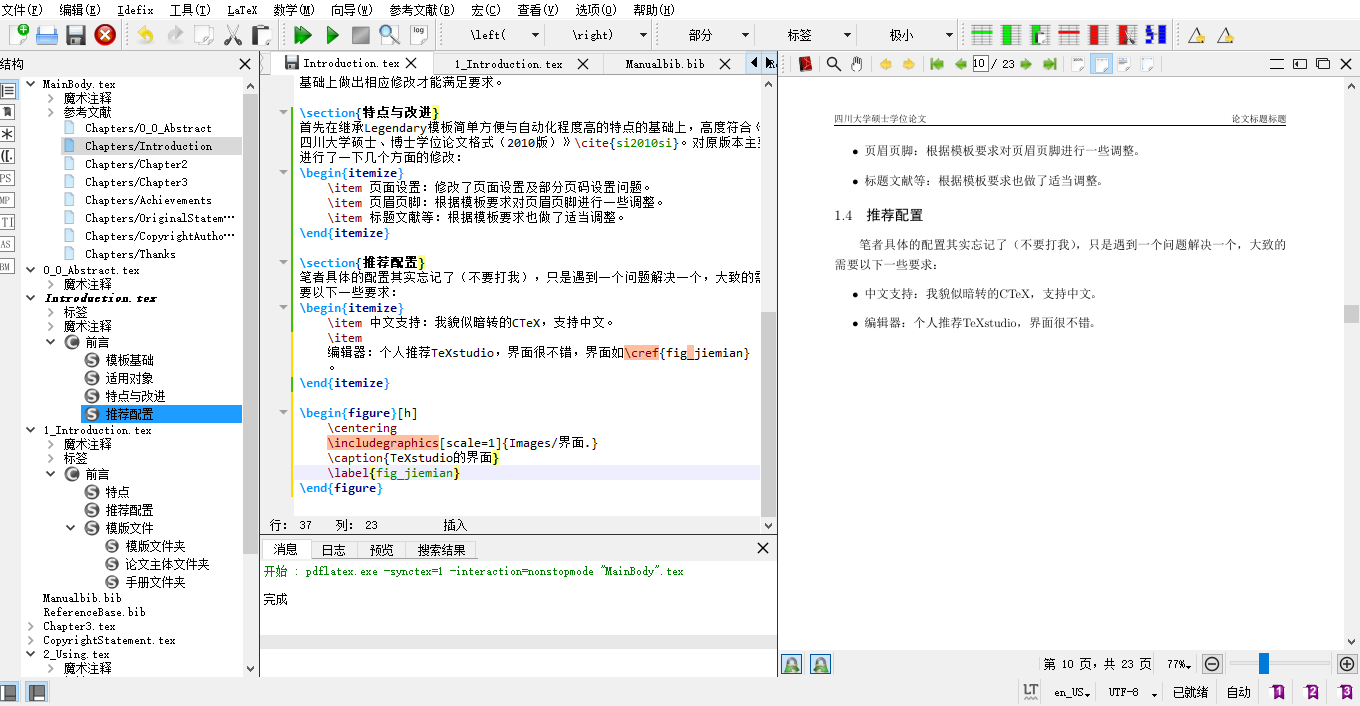 文件(F) 编辑(E) Idefix 工具(T) LaTeX 数学(M) 向导(W) 参考文献(B) 宏(C) 查看(V) 选项(O) 帮助(H)
log \left( \right) 部分 标签 极小
结构
MainBody.tex
魔术注释
参考文献
Chapters/0_0_Abstract
Chapters/Introduction
Chapters/Chapter2
Chapters/Chapter3
Chapters/Achievements
Chapters/OriginalStatem…
Chapters/CopyrightAutho…
Chapters/Thanks
0_0_Abstract.tex
魔术注释
Introduction.tex
标签
魔术注释
前言
模板基础
适用对象
特点与改进
推荐配置
1_Introduction.tex
魔术注释
标签
前言
特点
推荐配置
模版文件
模版文件夹
论文主体文件夹
手册文件夹
Manualbib.bib
ReferenceBase.bib
Chapter3.tex
CopyrightStatement.tex
2_Using.tex
魔术注释
Introduction.tex 1_Introduction.tex Manualbib.bib
基础上做出相应修改才能满足要求。
\section{特点与改进}
首先在继承Legendary模板简单方便与自动化程度高的特点的基础上，高度符合《
四川大学硕士、博士学位论文格式（2010版）》\cite{si2010si}。对原版本主要
进行了一下几个方面的修改：
\begin{itemize}
\item 页面设置：修改了页面设置及部分页码设置问题。
\item 页眉页脚：根据模板要求对页眉页脚进行一些调整。
\item 标题文献等：根据模板要求也做了适当调整。
\end{itemize}
\section{推荐配置}
笔者具体的配置其实忘记了（不要打我），只是遇到一个问题解决一个，大致的需
要以下一些要求：
\begin{itemize}
\item 中文支持：我貌似暗转的CTeX，支持中文。
\item
编辑器：个人推荐TeXstudio，界面很不错，界面如\cref{fig_jiemian}
。
\end{itemize}
\begin{figure}[h]
\centering
\includegraphics[scale=1]{Images/界面.}
\caption{TeXstudio的界面}
\label{fig_jiemian}
\end{figure}
行： 37 列： 23 插入
消息 日志 预览 搜索结果
开始 : pdflatex.exe -synctex=1 -interaction=nonstopmode "MainBody".tex
完成
10 / 23
四川大学硕士学位论文 论文标题标题
• 页眉页脚：根据模板要求对页眉页脚进行一些调整。
• 标题文献等：根据模板要求也做了适当调整。
1.4 推荐配置
笔者具体的配置其实忘记了（不要打我），只是遇到一个问题解决一个，大致的
需要以下一些要求：
• 中文支持：我貌似暗转的CTeX，支持中文。
• 编辑器：个人推荐TeXstudio，界面很不错。
第 10 页，共 23 页 77%
LT en_US UTF-8 已就绪 自动 1 2 3